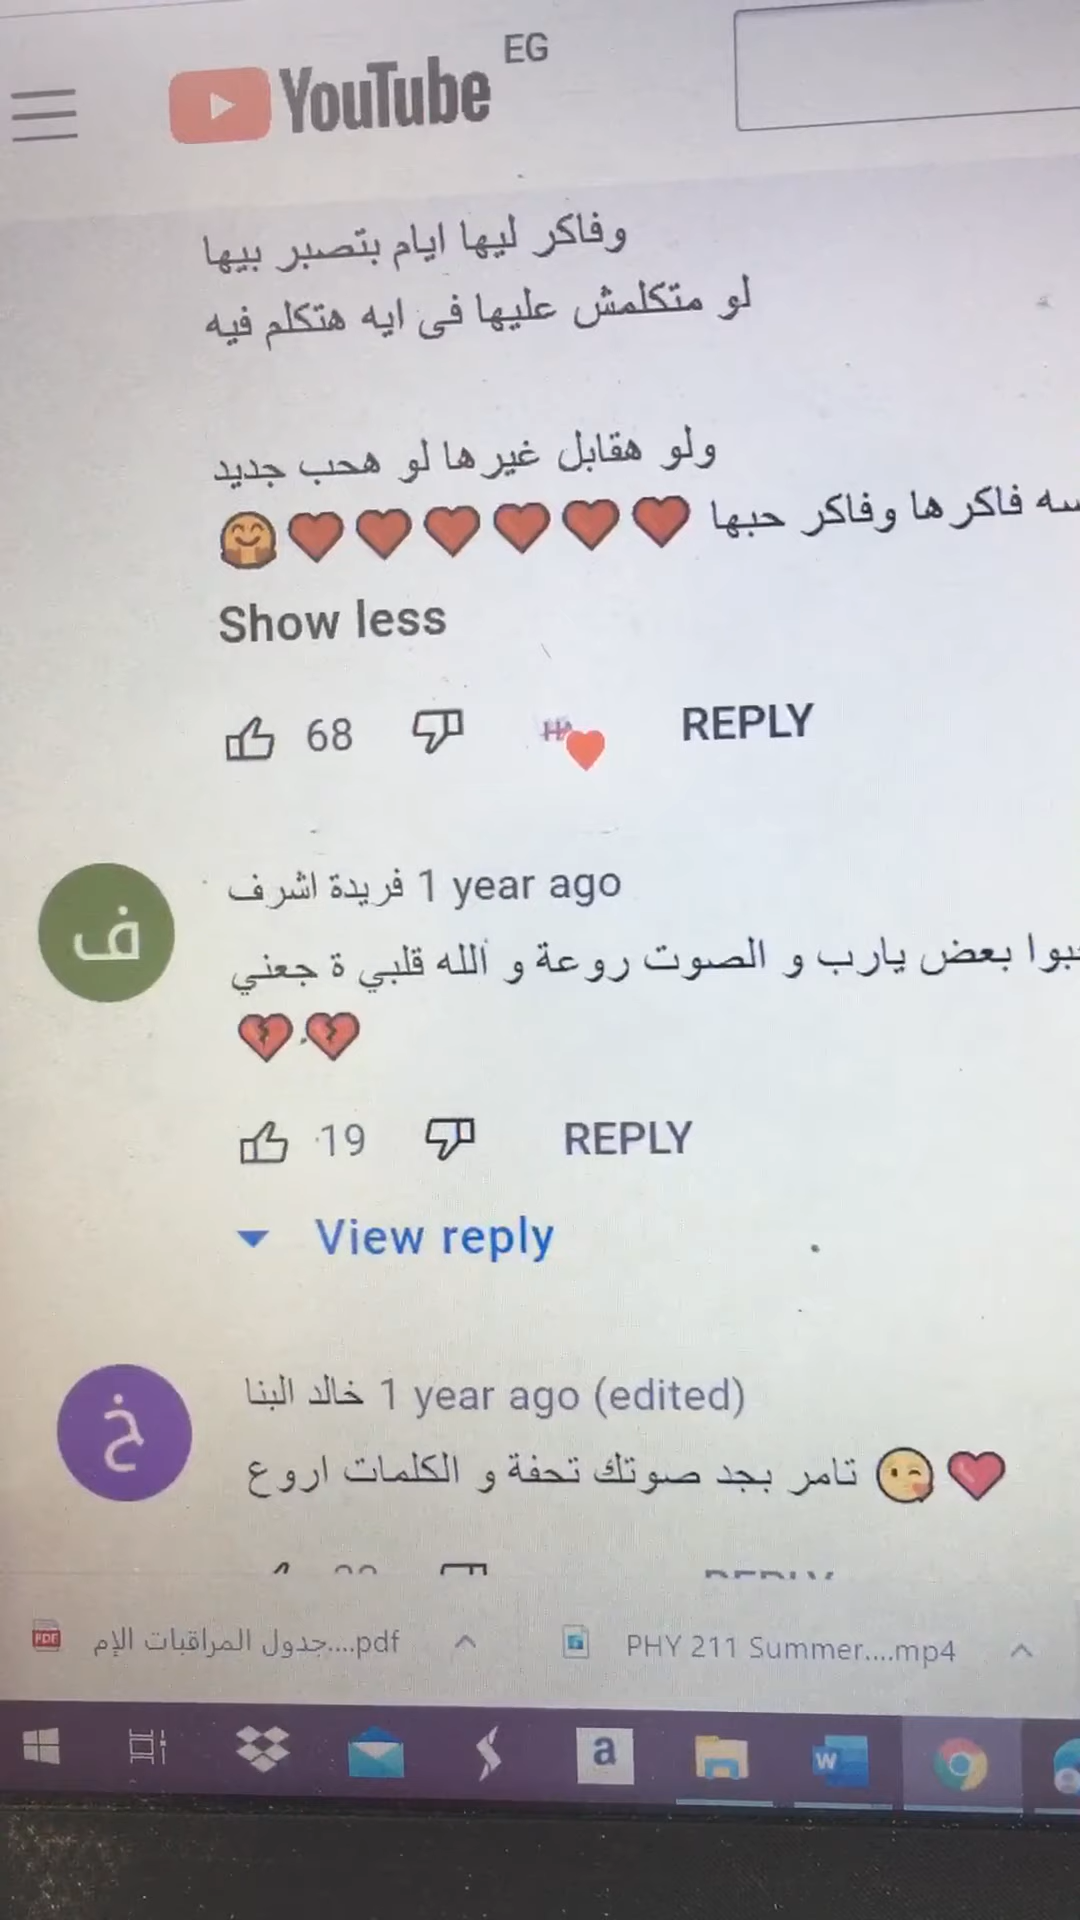 YouTube EG
وفاكر ليها ايام بتصبر بيها
لو متكلمش عليها فى ايه هتكلم فيه
ولو هقابل غيرها لو هحب جديد
فاكرها وفاكر حبها ❤️❤️❤️❤️❤️❤️
🤗
Show less
68 REPLY
ف
فريدة اشرف 1 year ago
بعض يارب و الصوت روعة و الله قلبي ة جعني
💔💔
19 REPLY
View reply
خ
خالد البنا 1 year ago (edited)
تامر بجد صوتك تحفة و الكلمات اروع 😘❤️
جدول المراقبات الإم....pdf
PHY 211 Summer....mp4